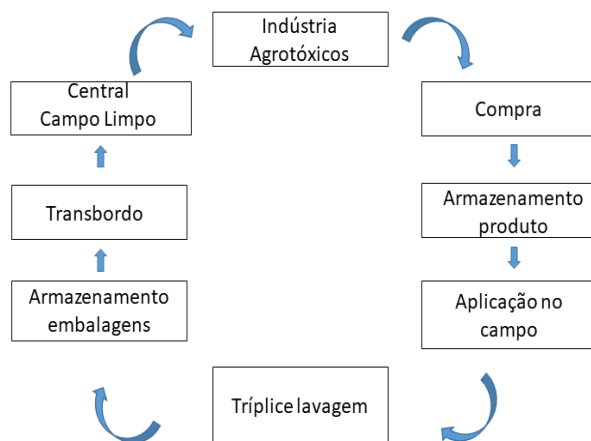 Indústria
Agrotóxicos
Compra
Armazenamento
produto
Aplicação no
campo
Tríplice lavagem
Armazenamento
embalagens
Transbordo
Central
Campo Limpo